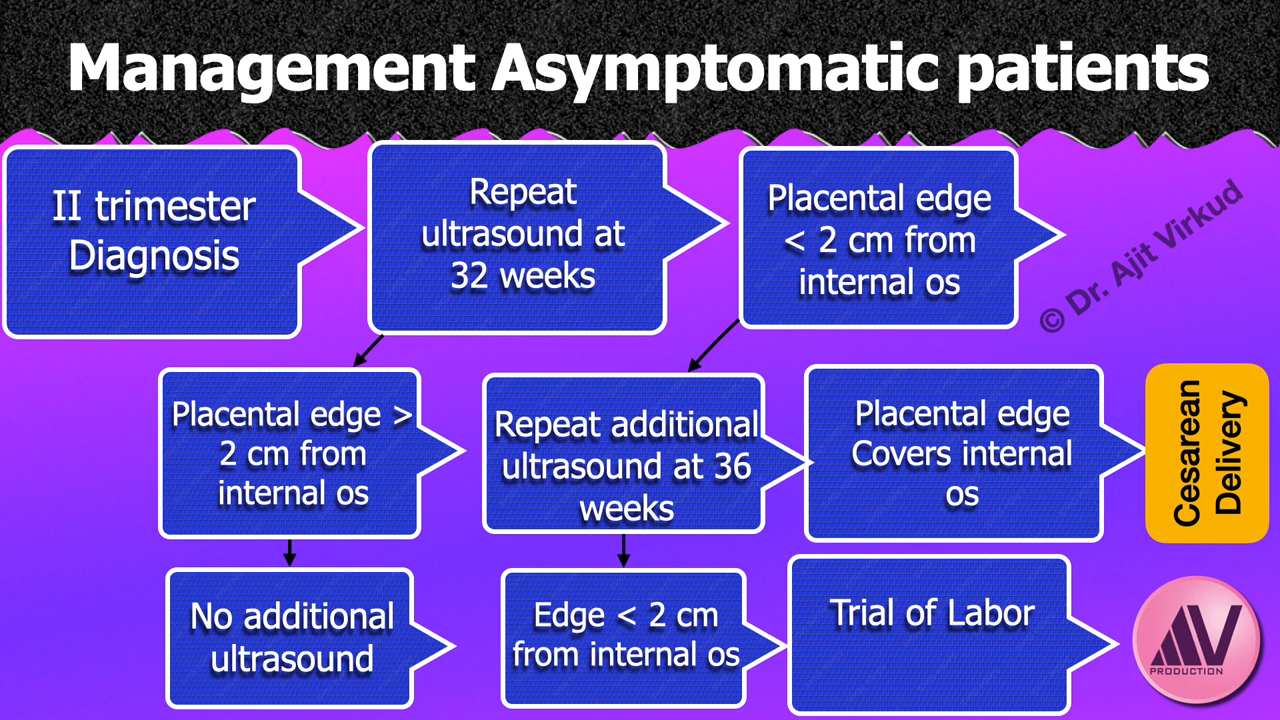 Management Asymptomatic patients
II trimester
Diagnosis
Repeat
ultrasound at
32 weeks
Placental edge
< 2 cm from
internal os
© Dr. Ajit Virkud
Placental edge >
2 cm from
internal os
Repeat additional
ultrasound at 36
weeks
Placental edge
Covers internal
os
Cesarean
Delivery
No additional
ultrasound
Edge < 2 cm
from internal os
Trial of Labor
AV
PRODUCTION